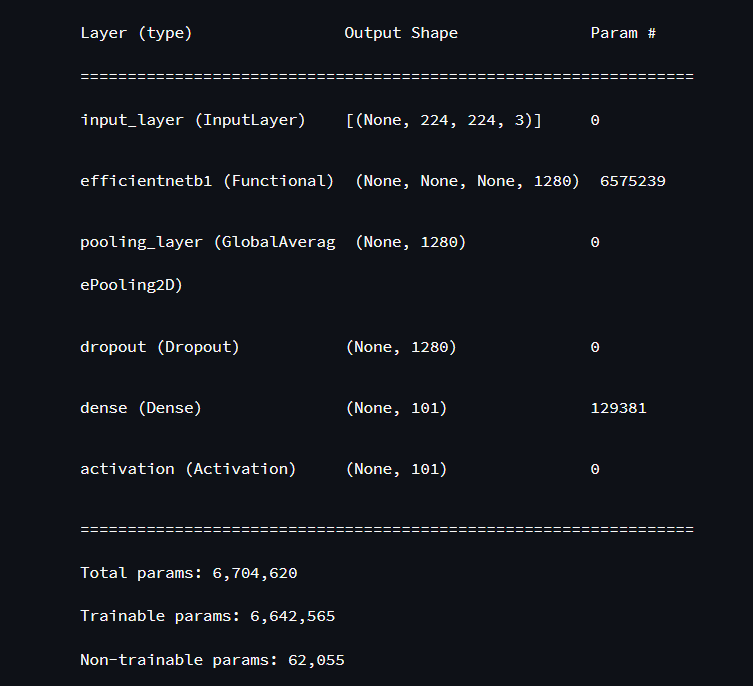 Layer (type) Output Shape Param #
=================================================================
input_layer (InputLayer) [(None, 224, 224, 3)] 0
efficientnetb1 (Functional) (None, None, None, 1280) 6575239
pooling_layer (GlobalAverag (None, 1280) 0
ePooling2D)
dropout (Dropout) (None, 1280) 0
dense (Dense) (None, 101) 129381
activation (Activation) (None, 101) 0
=================================================================
Total params: 6,704,620
Trainable params: 6,642,565
Non-trainable params: 62,055